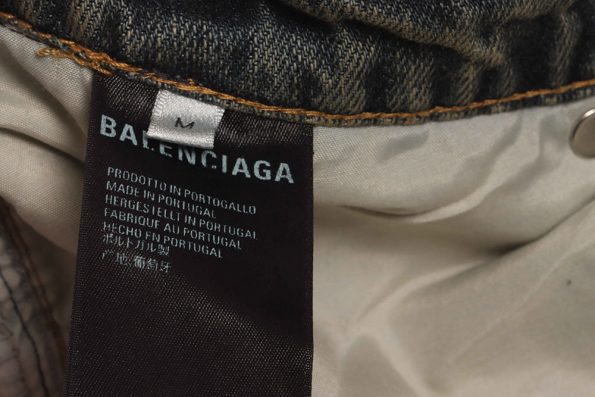 M
BALENCIAGA
PRODOTTO IN PORTOGALLO
MADE IN PORTUGAL
HERGESTELLT IN PORTUGAL
FABRIQUÉ AU PORTUGAL
HECHO EN PORTUGAL
ポルトガル製
产地:葡萄牙